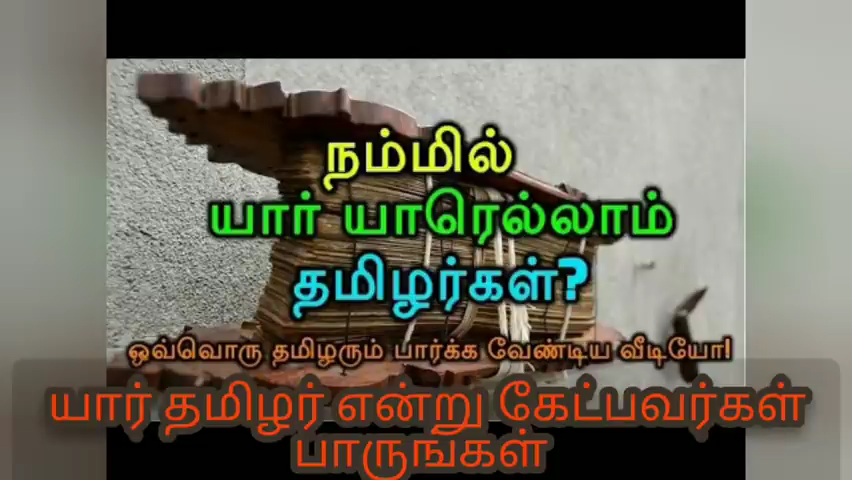 நம்மில்
யார் யாரெல்லாம்
தமிழர்கள்?
ஒவ்வொரு தமிழரும் பார்க்க வேண்டிய வீடியோ!
யார் தமிழர் என்று கேட்பவர்கள்
பாருங்கள்